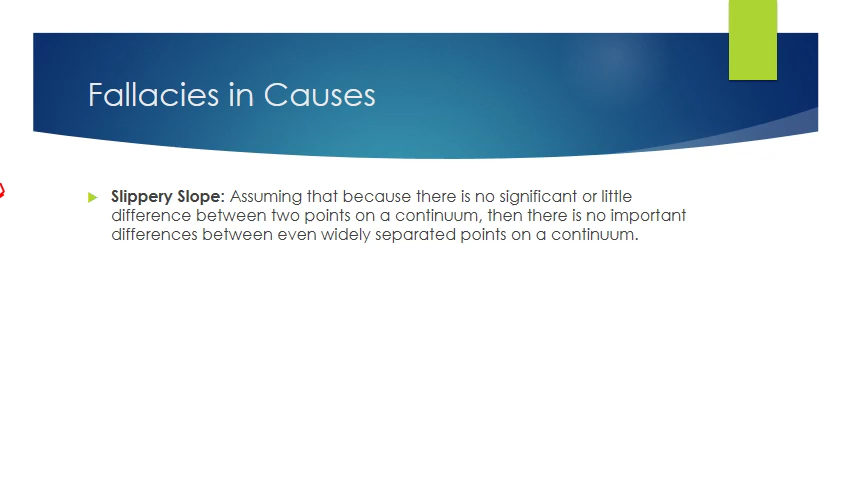 Fallacies in Causes
Slippery Slope: Assuming that because there is no significant or little
difference between two points on a continuum, then there is no important
differences between even widely separated points on a continuum.